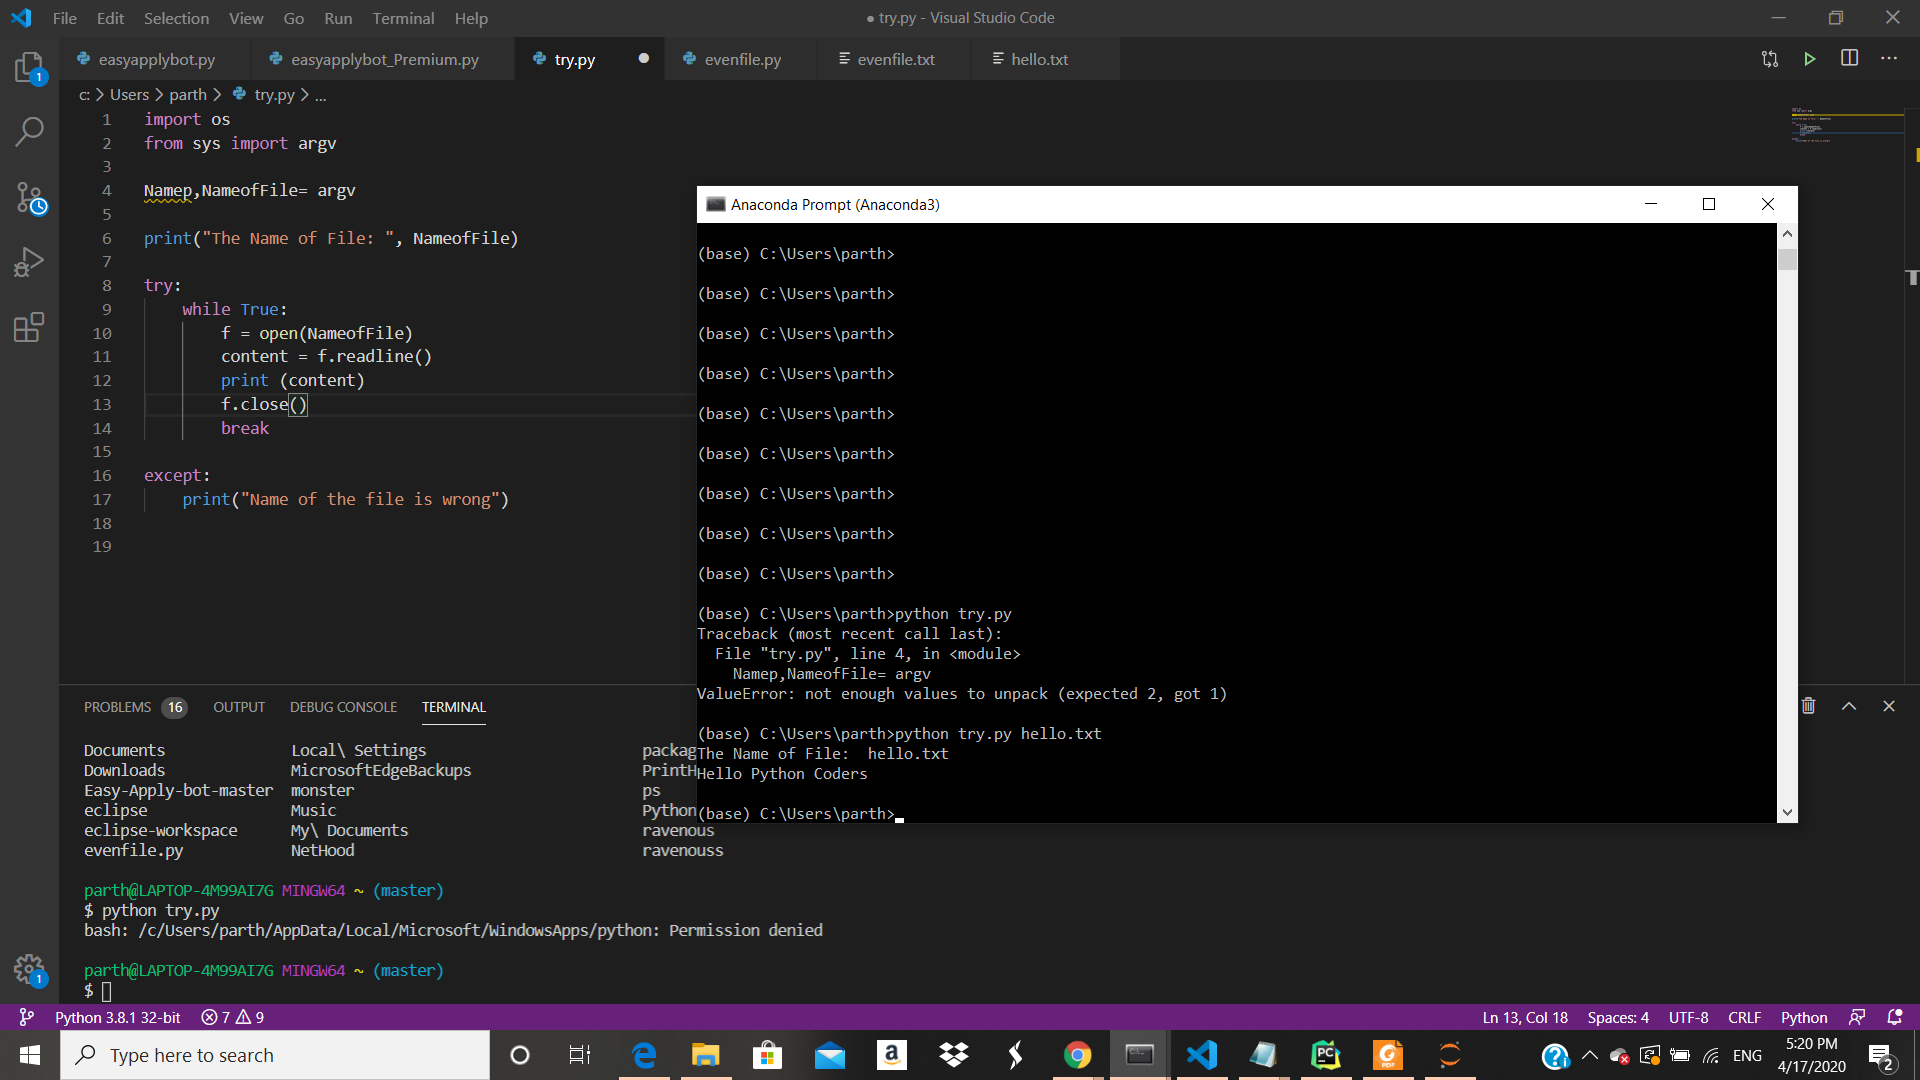 File Edit Selection View Go Run Terminal Help
● try.py - Visual Studio Code
easyapplybot.py easyapplybot_Premium.py try.py evenfile.py evenfile.txt hello.txt
c: > Users > parth > try.py > ...
1 import os
2 from sys import argv
3
4 Namep,NameofFile= argv
5
6 print("The Name of File: ", NameofFile)
7
8 try:
9 while True:
10 f = open(NameofFile)
11 content = f.readline()
12 print (content)
13 f.close()
14 break
15
16 except:
17 print("Name of the file is wrong")
18
19
Anaconda Prompt (Anaconda3)
(base) C:\Users\parth>
(base) C:\Users\parth>
(base) C:\Users\parth>
(base) C:\Users\parth>
(base) C:\Users\parth>
(base) C:\Users\parth>
(base) C:\Users\parth>
(base) C:\Users\parth>
(base) C:\Users\parth>
(base) C:\Users\parth>python try.py
Traceback (most recent call last):
File "try.py", line 4, in <module>
Namep,NameofFile= argv
ValueError: not enough values to unpack (expected 2, got 1)
(base) C:\Users\parth>python try.py hello.txt
The Name of File:  hello.txt
Hello Python Coders
(base) C:\Users\parth>
PROBLEMS 16 OUTPUT DEBUG CONSOLE TERMINAL
Documents Local\ Settings packag
Downloads MicrosoftEdgeBackups PrintH
Easy-Apply-bot-master monster ps
eclipse Music Python
eclipse-workspace My\ Documents ravenous
evenfile.py NetHood ravenouss
parth@LAPTOP-4M99AI7G MINGW64 ~ (master)
$ python try.py
bash: /c/Users/parth/AppData/Local/Microsoft/WindowsApps/python: Permission denied
parth@LAPTOP-4M99AI7G MINGW64 ~ (master)
$
Python 3.8.1 32-bit 7 9 Ln 13, Col 18 Spaces: 4 UTF-8 CRLF Python
Type here to search
ENG
5:20 PM
4/17/2020
2